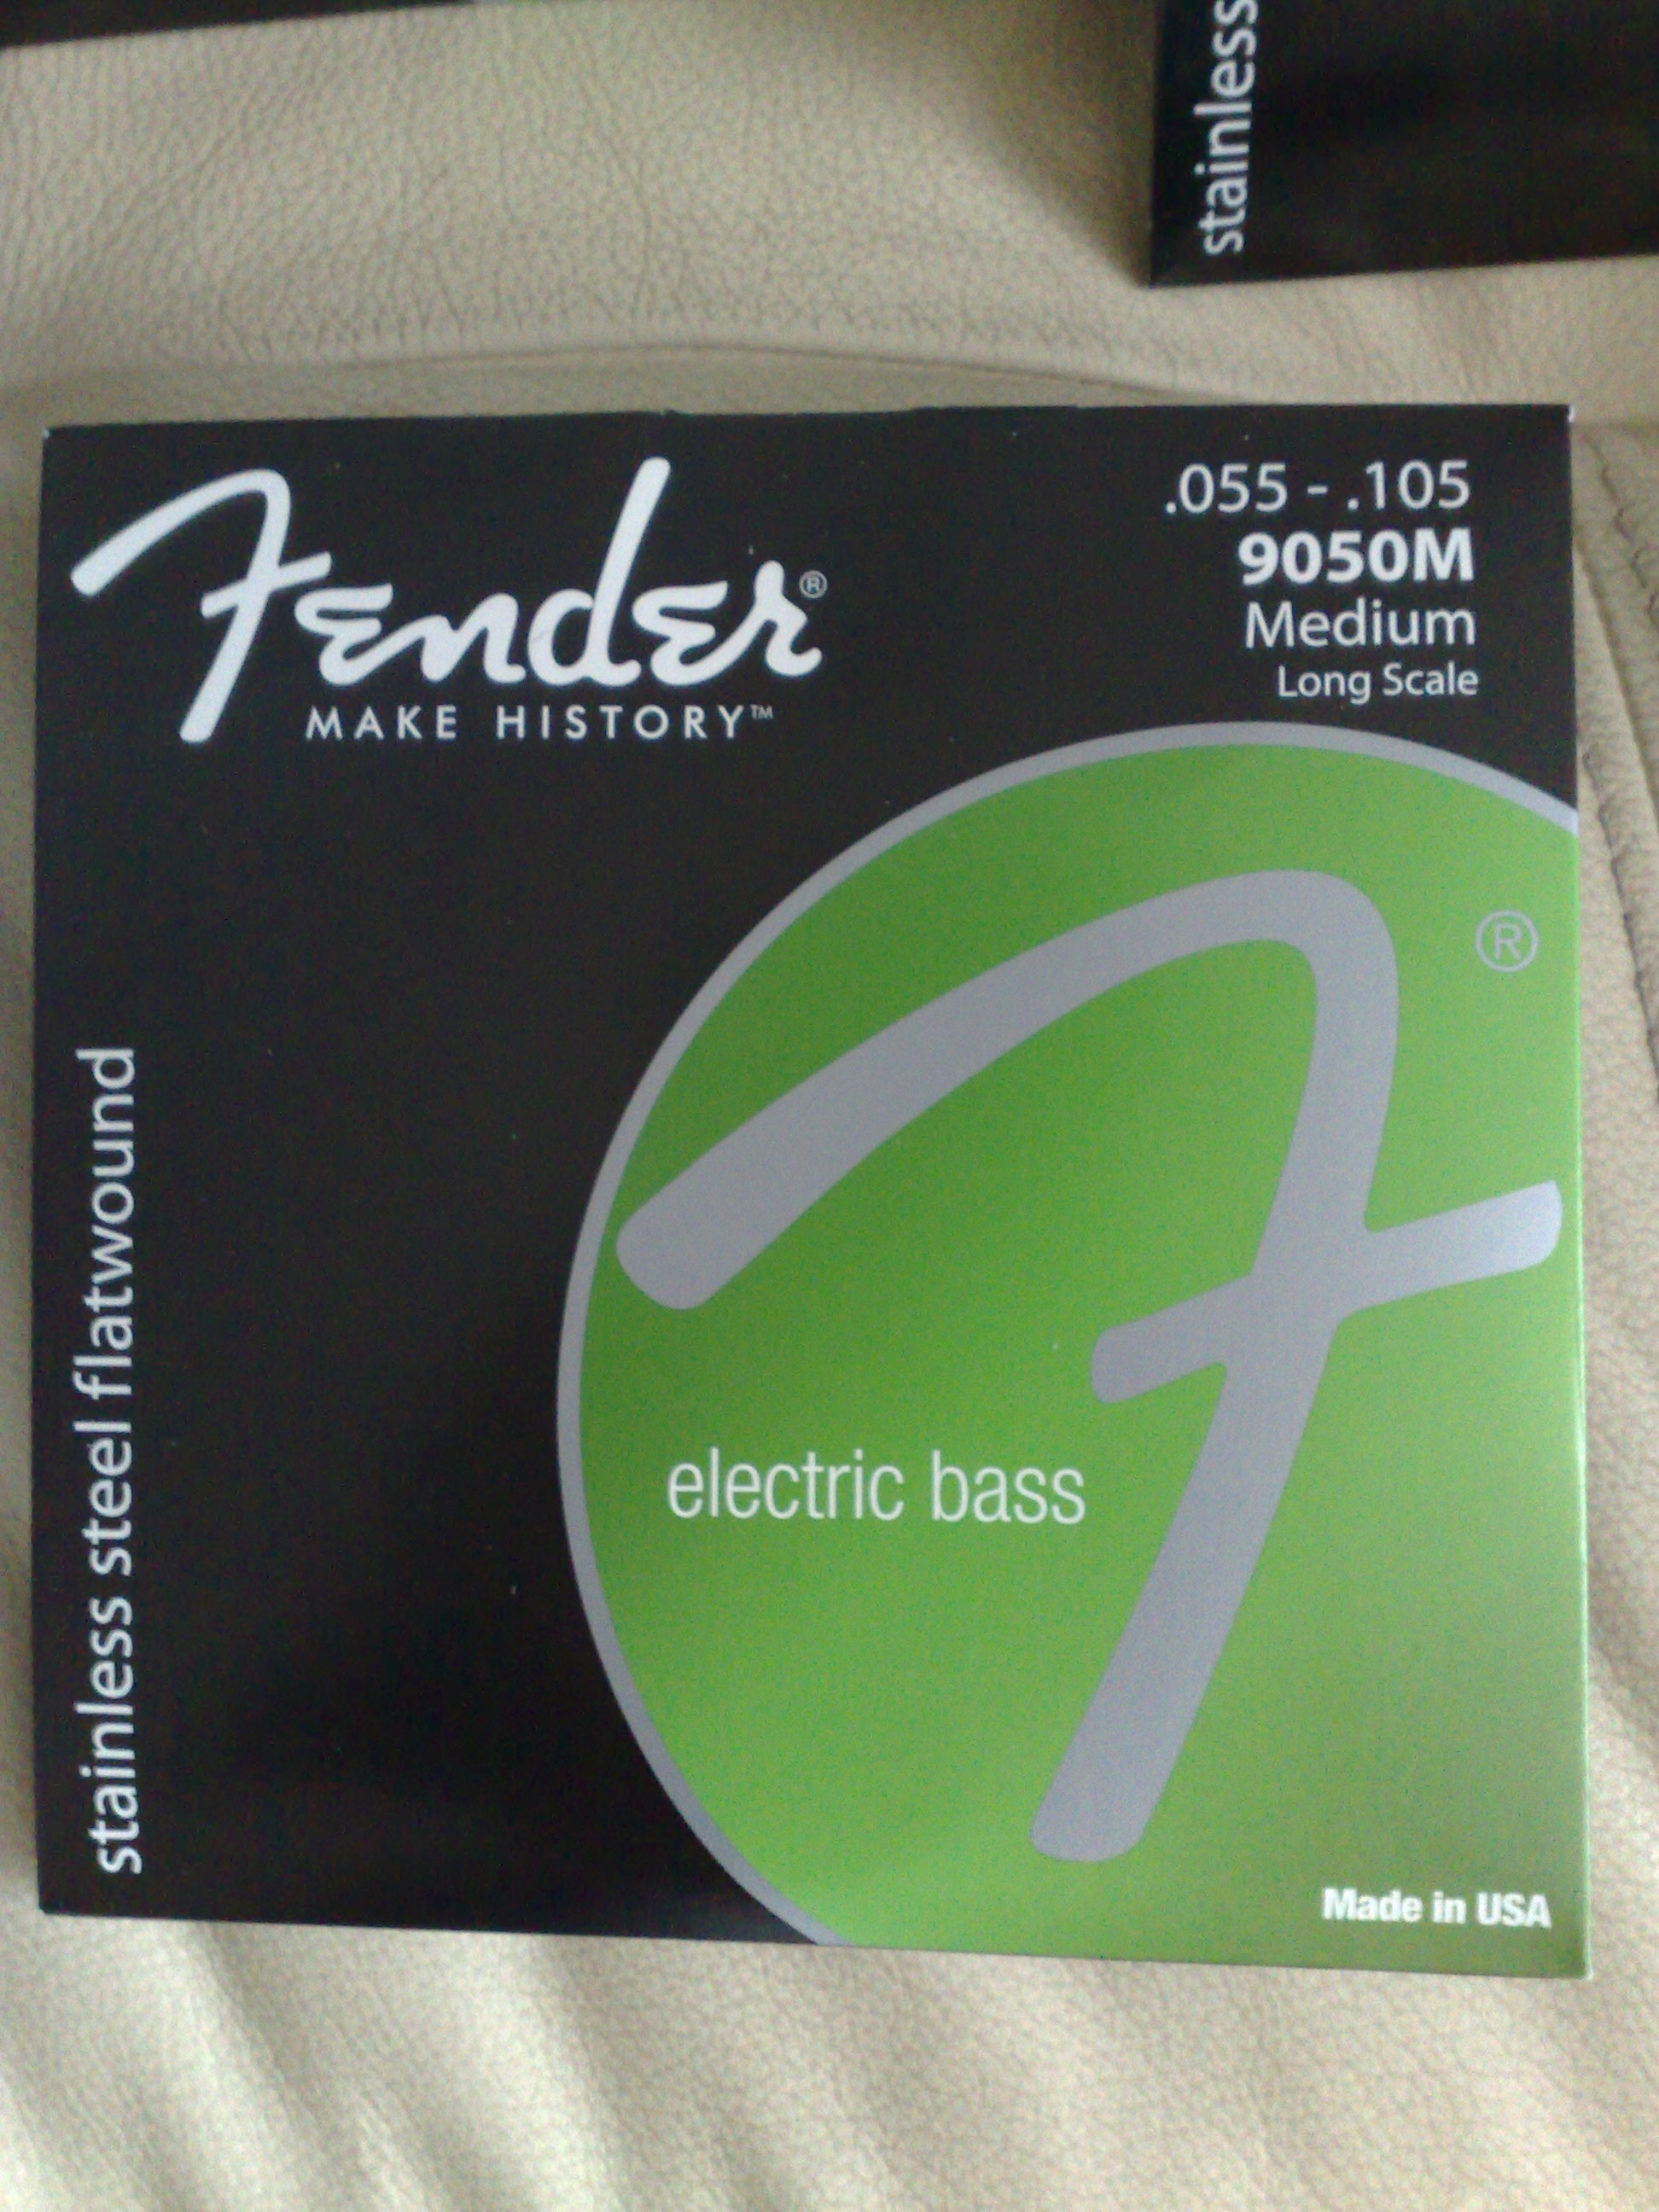 stainless
Fender®
MAKE HISTORY™
.055 - .105
9050M
Medium
Long Scale
®
electric bass
stainless steel flatwound
Made in USA